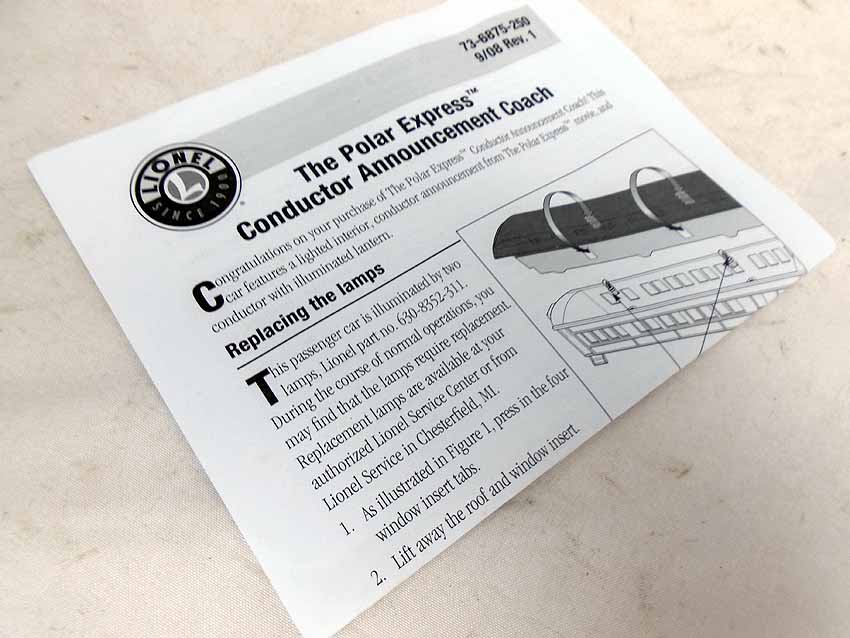 73-6875-250
9/08 Rev. 1
LIONEL
L
SINCE 1900
The Polar Express™
Conductor Announcement Coach
Congratulations on your purchase of The Polar Express™ Conductor Announcement Coach! This
car features a lighted interior, conductor announcement from The Polar Express™ movie, and
conductor with illuminated lantern.
Replacing the lamps
This passenger car is illuminated by two
lamps, Lionel part no. 630-8352-311.
During the course of normal operations, you
may find that the lamps require replacement
Replacement lamps are available at your
authorized Lionel Service Center or from
Lionel Service in Chesterfield, MI.
1. As illustrated in Figure 1, press in the four
window insert tabs.
2. Lift away the roof and window insert.